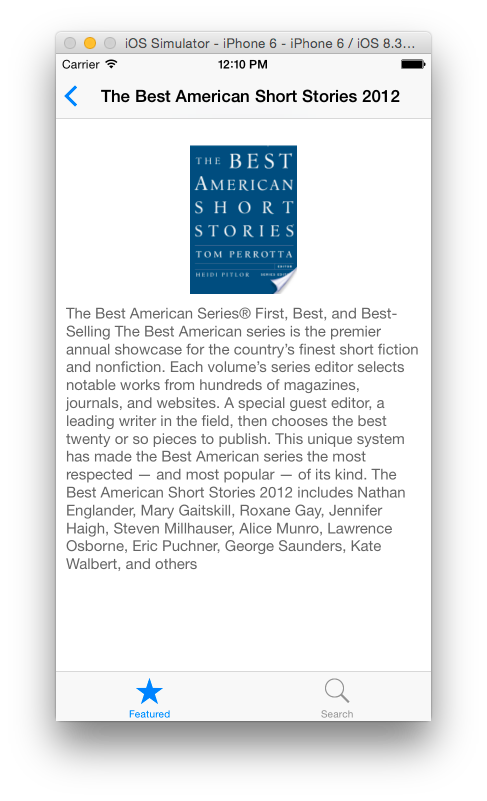 iOS Simulator - iPhone 6 - iPhone 6 / iOS 8.3...
Carrier 12:10 PM
The Best American Short Stories 2012
THE BEST
AMERICAN
SHORT
STORIES
TOM PERROTTA
EDITOR
HEIDI PITLOR
The Best American Series® First, Best, and Best-
Selling The Best American series is the premier
annual showcase for the country’s finest short fiction
and nonfiction. Each volume’s series editor selects
notable works from hundreds of magazines,
journals, and websites. A special guest editor, a
leading writer in the field, then chooses the best
twenty or so pieces to publish. This unique system
has made the Best American series the most
respected — and most popular — of its kind. The
Best American Short Stories 2012 includes Nathan
Englander, Mary Gaitskill, Roxane Gay, Jennifer
Haigh, Steven Millhauser, Alice Munro, Lawrence
Osborne, Eric Puchner, George Saunders, Kate
Walbert, and others
Featured Search